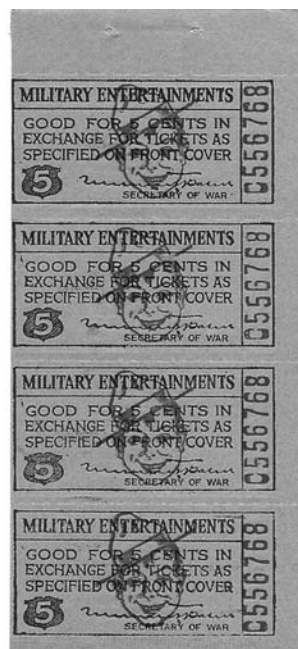 MILITARY ENTERTAINMENTS
GOOD FOR 5 CENTS IN
EXCHANGE FOR TICKETS AS
SPECIFIED ON FRONT COVER
5
SECRETARY OF WAR
C556768
MILITARY ENTERTAINMENTS
GOOD FOR 5 CENTS IN
EXCHANGE FOR TICKETS AS
SPECIFIED ON FRONT COVER
5
SECRETARY OF WAR
C556768
MILITARY ENTERTAINMENTS
GOOD FOR 5 CENTS IN
EXCHANGE FOR TICKETS AS
SPECIFIED ON FRONT COVER
5
SECRETARY OF WAR
C556768
MILITARY ENTERTAINMENTS
GOOD FOR 5 CENTS IN
EXCHANGE FOR TICKETS AS
SPECIFIED ON FRONT COVER
5
SECRETARY OF WAR
C556768